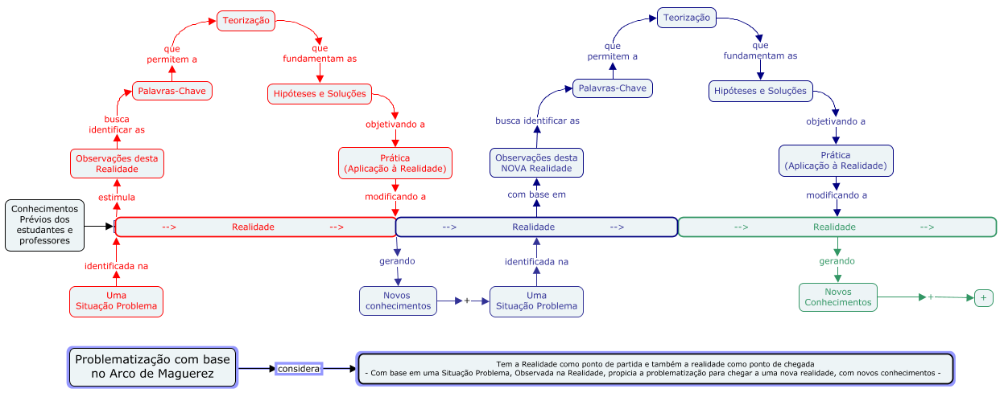 Teorização
que
permitem a
que
fundamentam as
Palavras-Chave
Hipóteses e Soluções
busca
identificar as
objetivando a
Observações desta
Realidade
Prática
(Aplicação à Realidade)
estimula
modificando a
Conhecimentos
Prévios dos
estudantes e
professores
--> Realidade -->
identificada na
Uma
Situação Problema
Teorização
que
permitem a
que
fundamentam as
Palavras-Chave
Hipóteses e Soluções
busca identificar as
objetivando a
Observações desta
NOVA Realidade
Prática
(Aplicação à Realidade)
com base em
modificando a
--> Realidade -->
gerando
identificada na
Novos
conhecimentos
+
Uma
Situação Problema
--> Realidade -->
gerando
Novos
Conhecimentos
+
+
Problematização com base
no Arco de Maguerez
considera
Tem a Realidade como ponto de partida e também a realidade como ponto de chegada
- Com base em uma Situação Problema, Observada na Realidade, propicia a problematização para chegar a uma nova realidade, com novos conhecimentos -